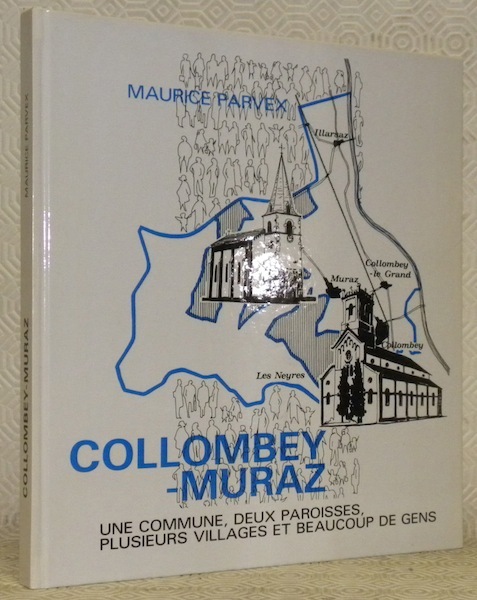 MAURICE PARVEX
Illarsaz
Collombey
-le Grand
Muraz
Collombey
Les Neyres
COLLOMBEY
-MURAZ
UNE COMMUNE, DEUX PAROISSES,
PLUSIEURS VILLAGES ET BEAUCOUP DE GENS
COLLOMBEY-MURAZ
MAURICE PARVEX